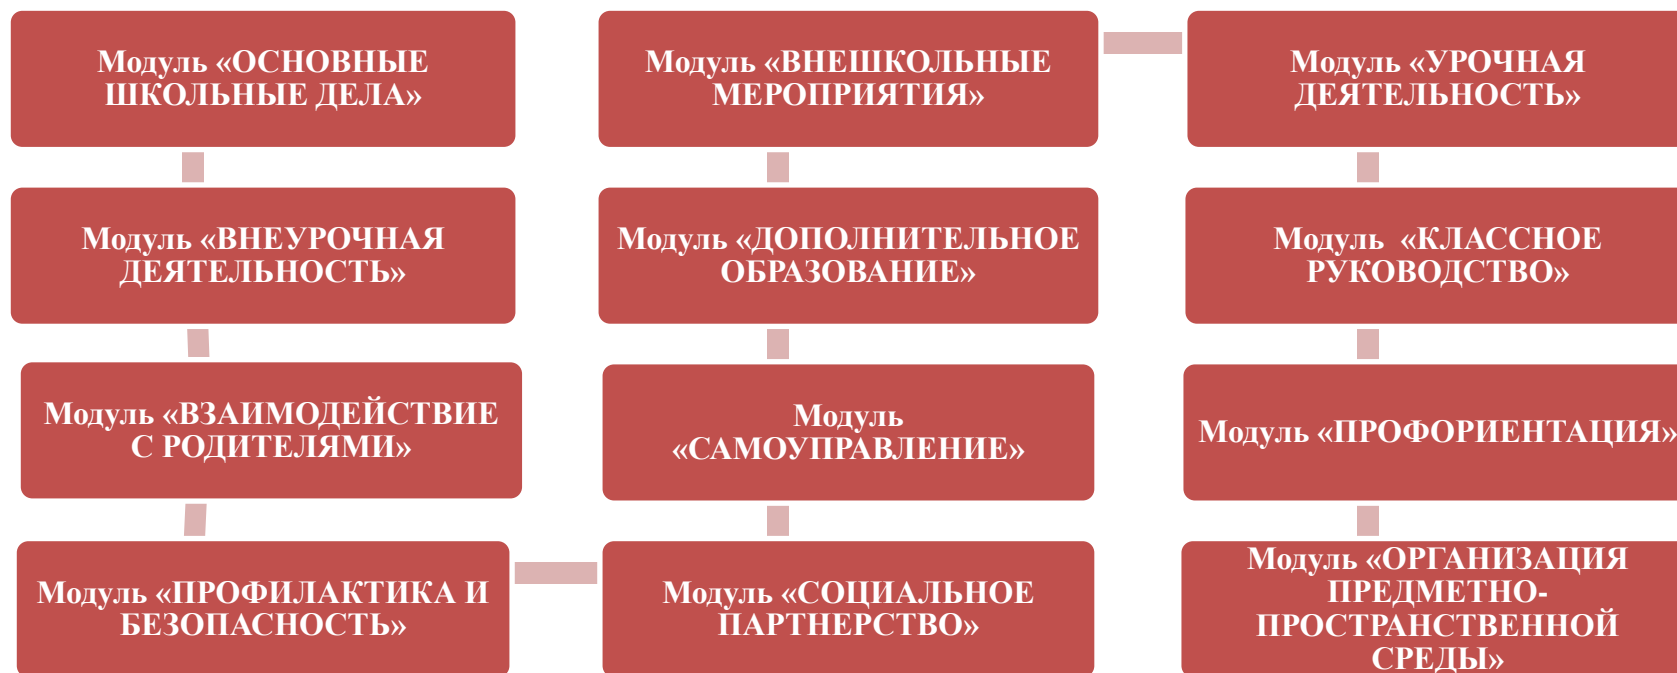 Модуль «ОСНОВНЫЕ
ШКОЛЬНЫЕ ДЕЛА»
Модуль «ВНЕУРОЧНАЯ
ДЕЯТЕЛЬНОСТЬ»
Модуль «ВЗАИМОДЕЙСТВИЕ
С РОДИТЕЛЯМИ»
Модуль «ПРОФИЛАКТИКА И
БЕЗОПАСНОСТЬ»
Модуль «СОЦИАЛЬНОЕ
ПАРТНЕРСТВО»
Модуль
«САМОУПРАВЛЕНИЕ»
Модуль «ДОПОЛНИТЕЛЬНОЕ
ОБРАЗОВАНИЕ»
Модуль «ВНЕШКОЛЬНЫЕ
МЕРОПРИЯТИЯ»
Модуль «УРОЧНАЯ
ДЕЯТЕЛЬНОСТЬ»
Модуль  «КЛАССНОЕ
РУКОВОДСТВО»
Модуль «ПРОФОРИЕНТАЦИЯ»
Модуль «ОРГАНИЗАЦИЯ
ПРЕДМЕТНО-
ПРОСТРАНСТВЕННОЙ
СРЕДЫ»